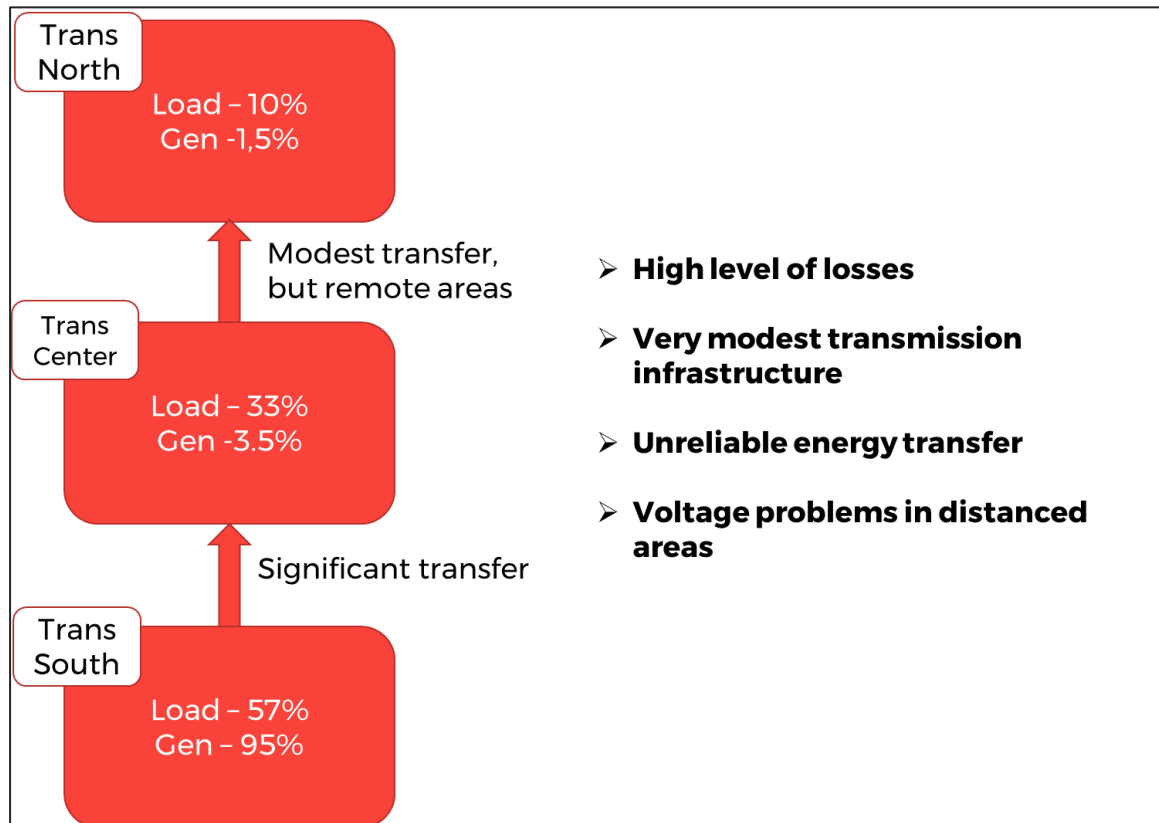 Trans
North
Load – 10%
Gen -1,5%
Modest transfer,
but remote areas
Trans
Center
Load – 33%
Gen -3.5%
Significant transfer
Trans
South
Load – 57%
Gen – 95%
➢ High level of losses
➢ Very modest transmission
infrastructure
➢ Unreliable energy transfer
➢ Voltage problems in distanced
areas